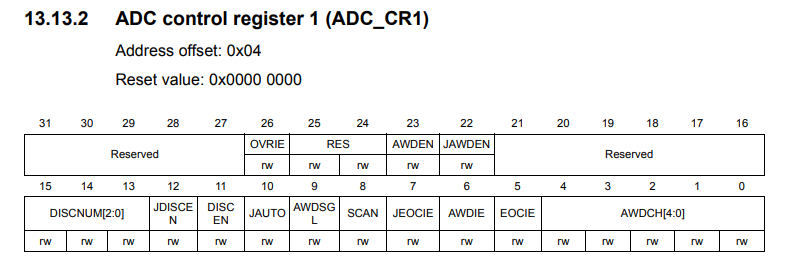 13.13.2 ADC control register 1 (ADC_CR1)
Address offset: 0x04
Reset value: 0x0000 0000
31 30 29 28 27 26 25 24 23 22 21 20 19 18 17 16
Reserved OVRIE RES AWDEN JAWDEN Reserved
rw rw rw rw rw
15 14 13 12 11 10 9 8 7 6 5 4 3 2 1 0
DISCNUM[2:0] JDISCE
N DISC
EN JAUTO AWDSG
L SCAN JEOCIE AWDIE EOCIE AWDCH[4:0]
rw rw rw rw rw rw rw rw rw rw rw rw rw rw rw rw